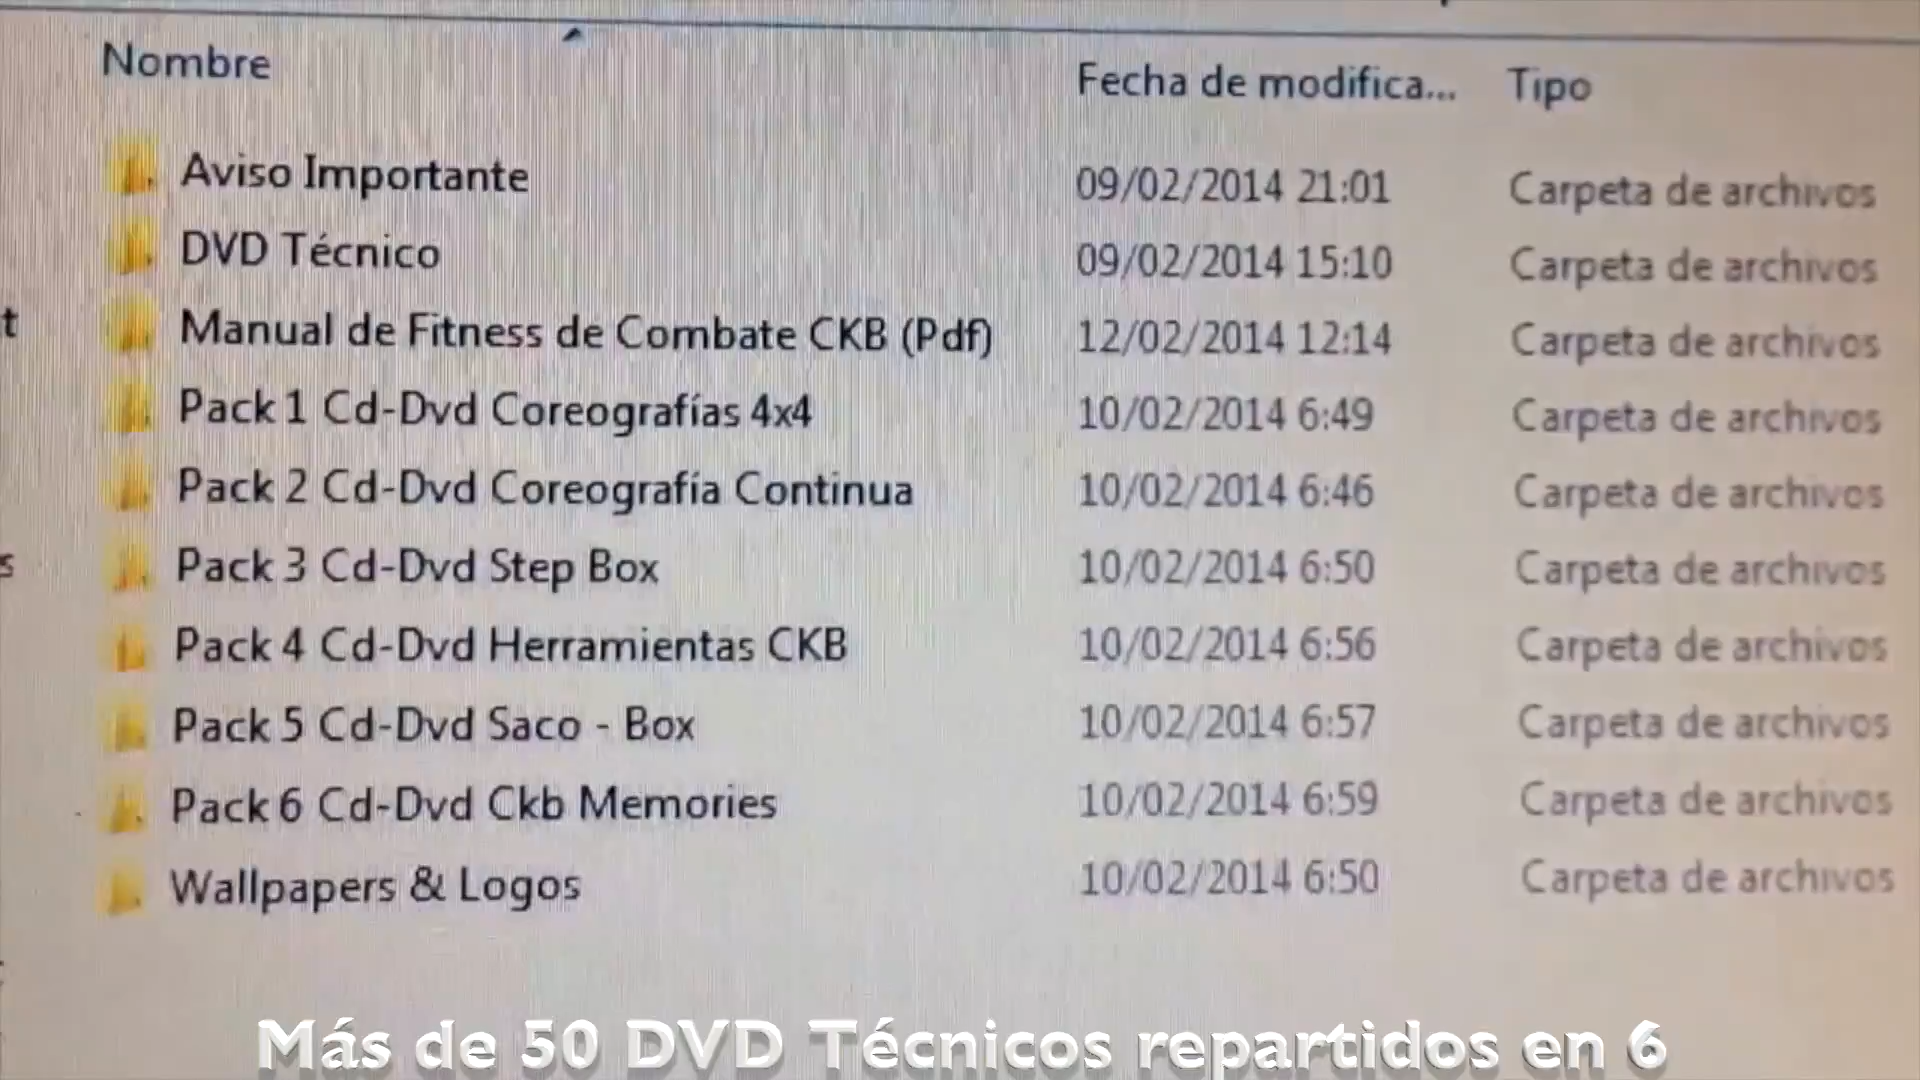 Nombre Fecha de modifica... Tipo
Aviso Importante 09/02/2014 21:01 Carpeta de archivos
DVD Técnico 09/02/2014 15:10 Carpeta de archivos
t
Manual de Fitness de Combate CKB (Pdf) 12/02/2014 12:14 Carpeta de archivos
Pack 1 Cd-Dvd Coreografías 4x4 10/02/2014 6:49 Carpeta de archivos
Pack 2 Cd-Dvd Coreografía Continua 10/02/2014 6:46 Carpeta de archivos
s
Pack 3 Cd-Dvd Step Box 10/02/2014 6:50 Carpeta de archivos
Pack 4 Cd-Dvd Herramientas CKB 10/02/2014 6:56 Carpeta de archivos
Pack 5 Cd-Dvd Saco - Box 10/02/2014 6:57 Carpeta de archivos
Pack 6 Cd-Dvd Ckb Memories 10/02/2014 6:59 Carpeta de archivos
Wallpapers & Logos 10/02/2014 6:50 Carpeta de archivos
Más de 50 DVD Técnicos repartidos en 6